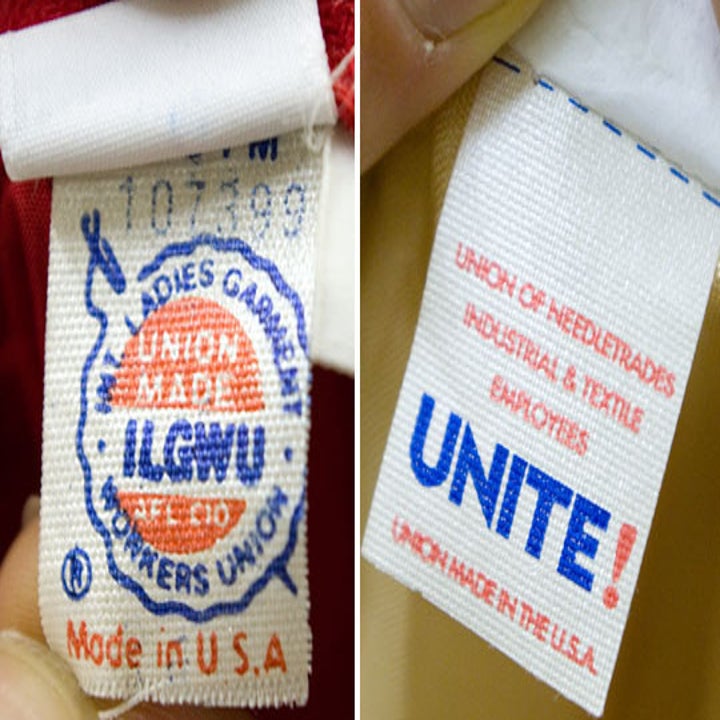 M
107399
INT. LADIES GARMENT
UNION
MADE
ILGWU
AFL CIO
WORKERS UNION
®
Made in U S.A
UNION OF NEEDLETRADES
INDUSTRIAL & TEXTILE
EMPLOYEES
UNITE!
UNION MADE IN THE U.S.A.